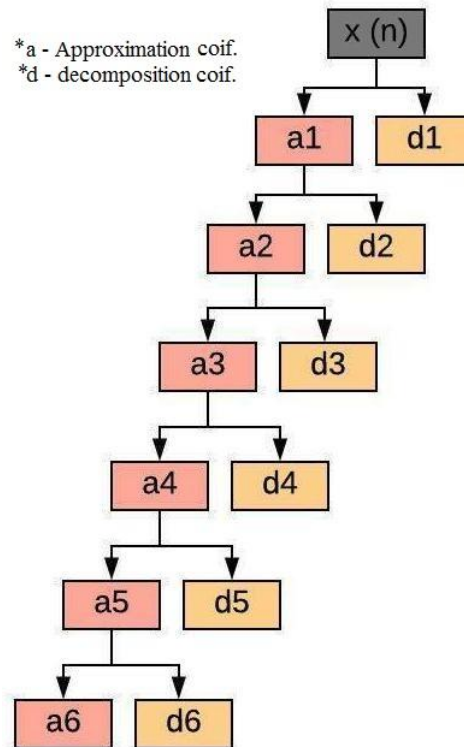 x (n)
*a - Approximation coif.
*d - decomposition coif.
a1 d1
a2 d2
a3 d3
a4 d4
a5 d5
a6 d6